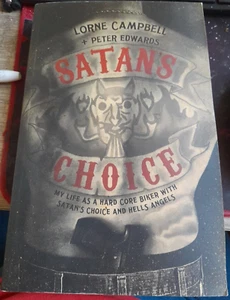 LORNE CAMPBELL
+ PETER EDWARDS
SATANS
CHOICE
MY LIFE AS A HARD CORE BIKER WITH
SATAN'S CHOICE AND HELLS ANGELS